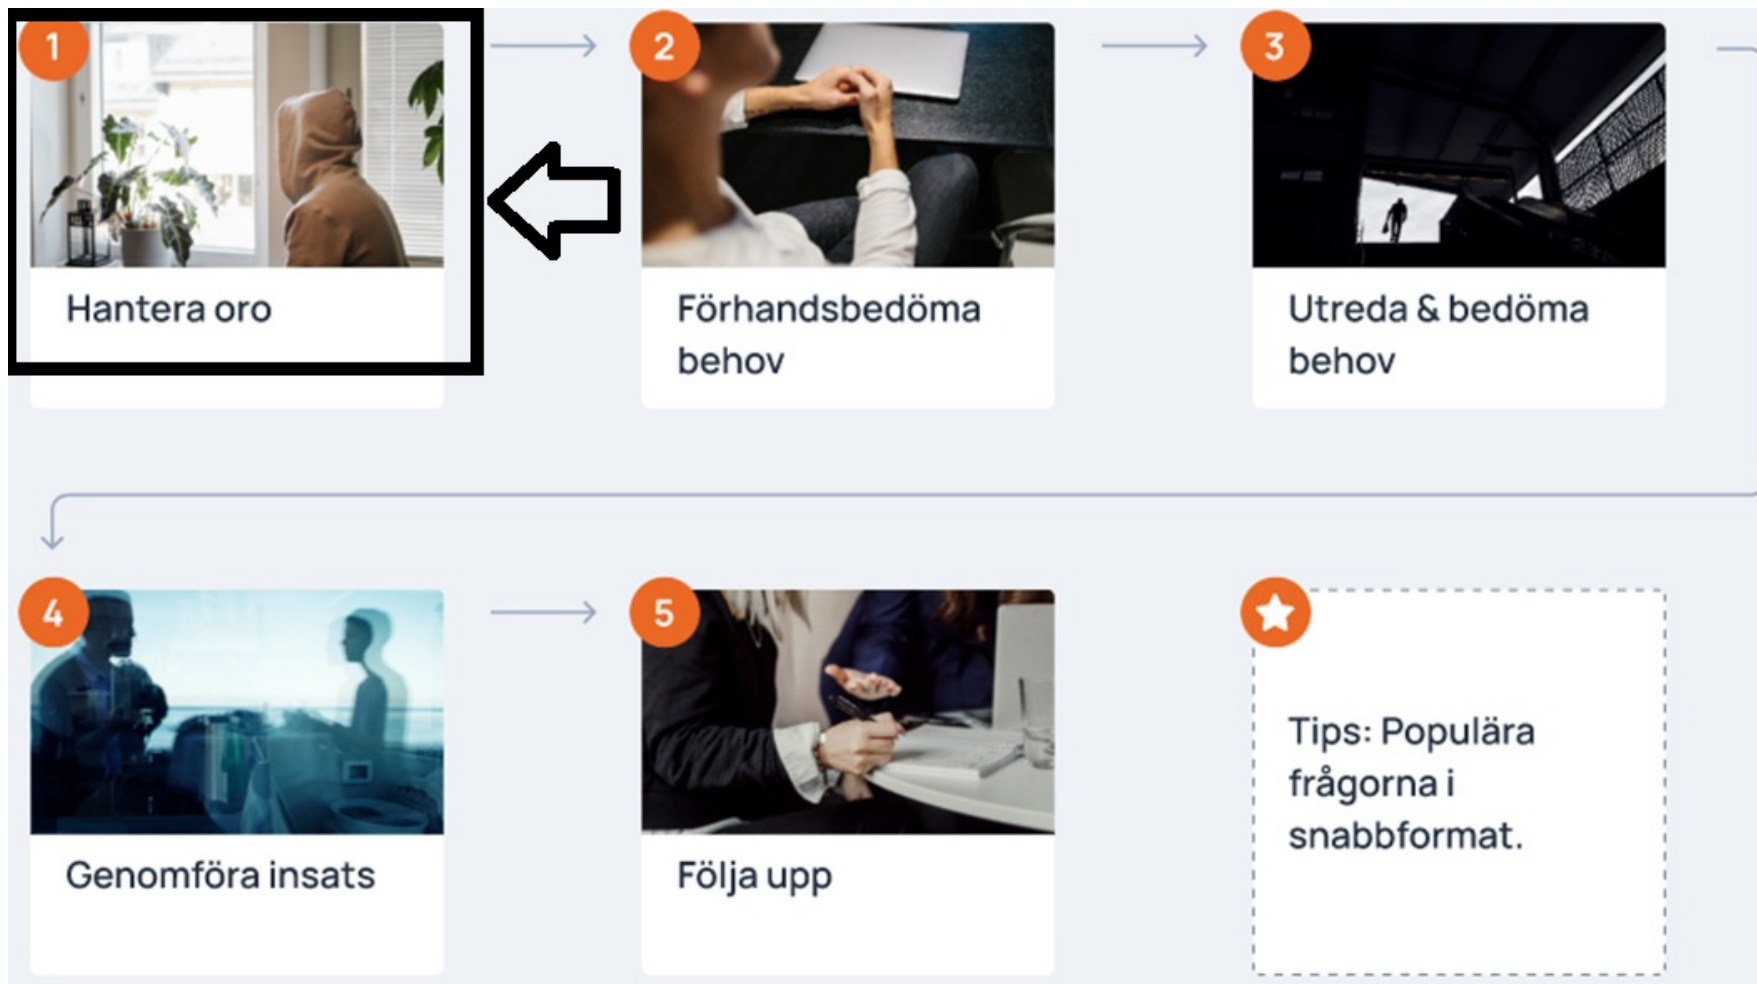 1
2
3
Hantera oro
Förhandsbedöma
behov
Utreda & bedöma
behov
4
5
Genomföra insats
Följa upp
Tips: Populära
frågorna i
snabbformat.